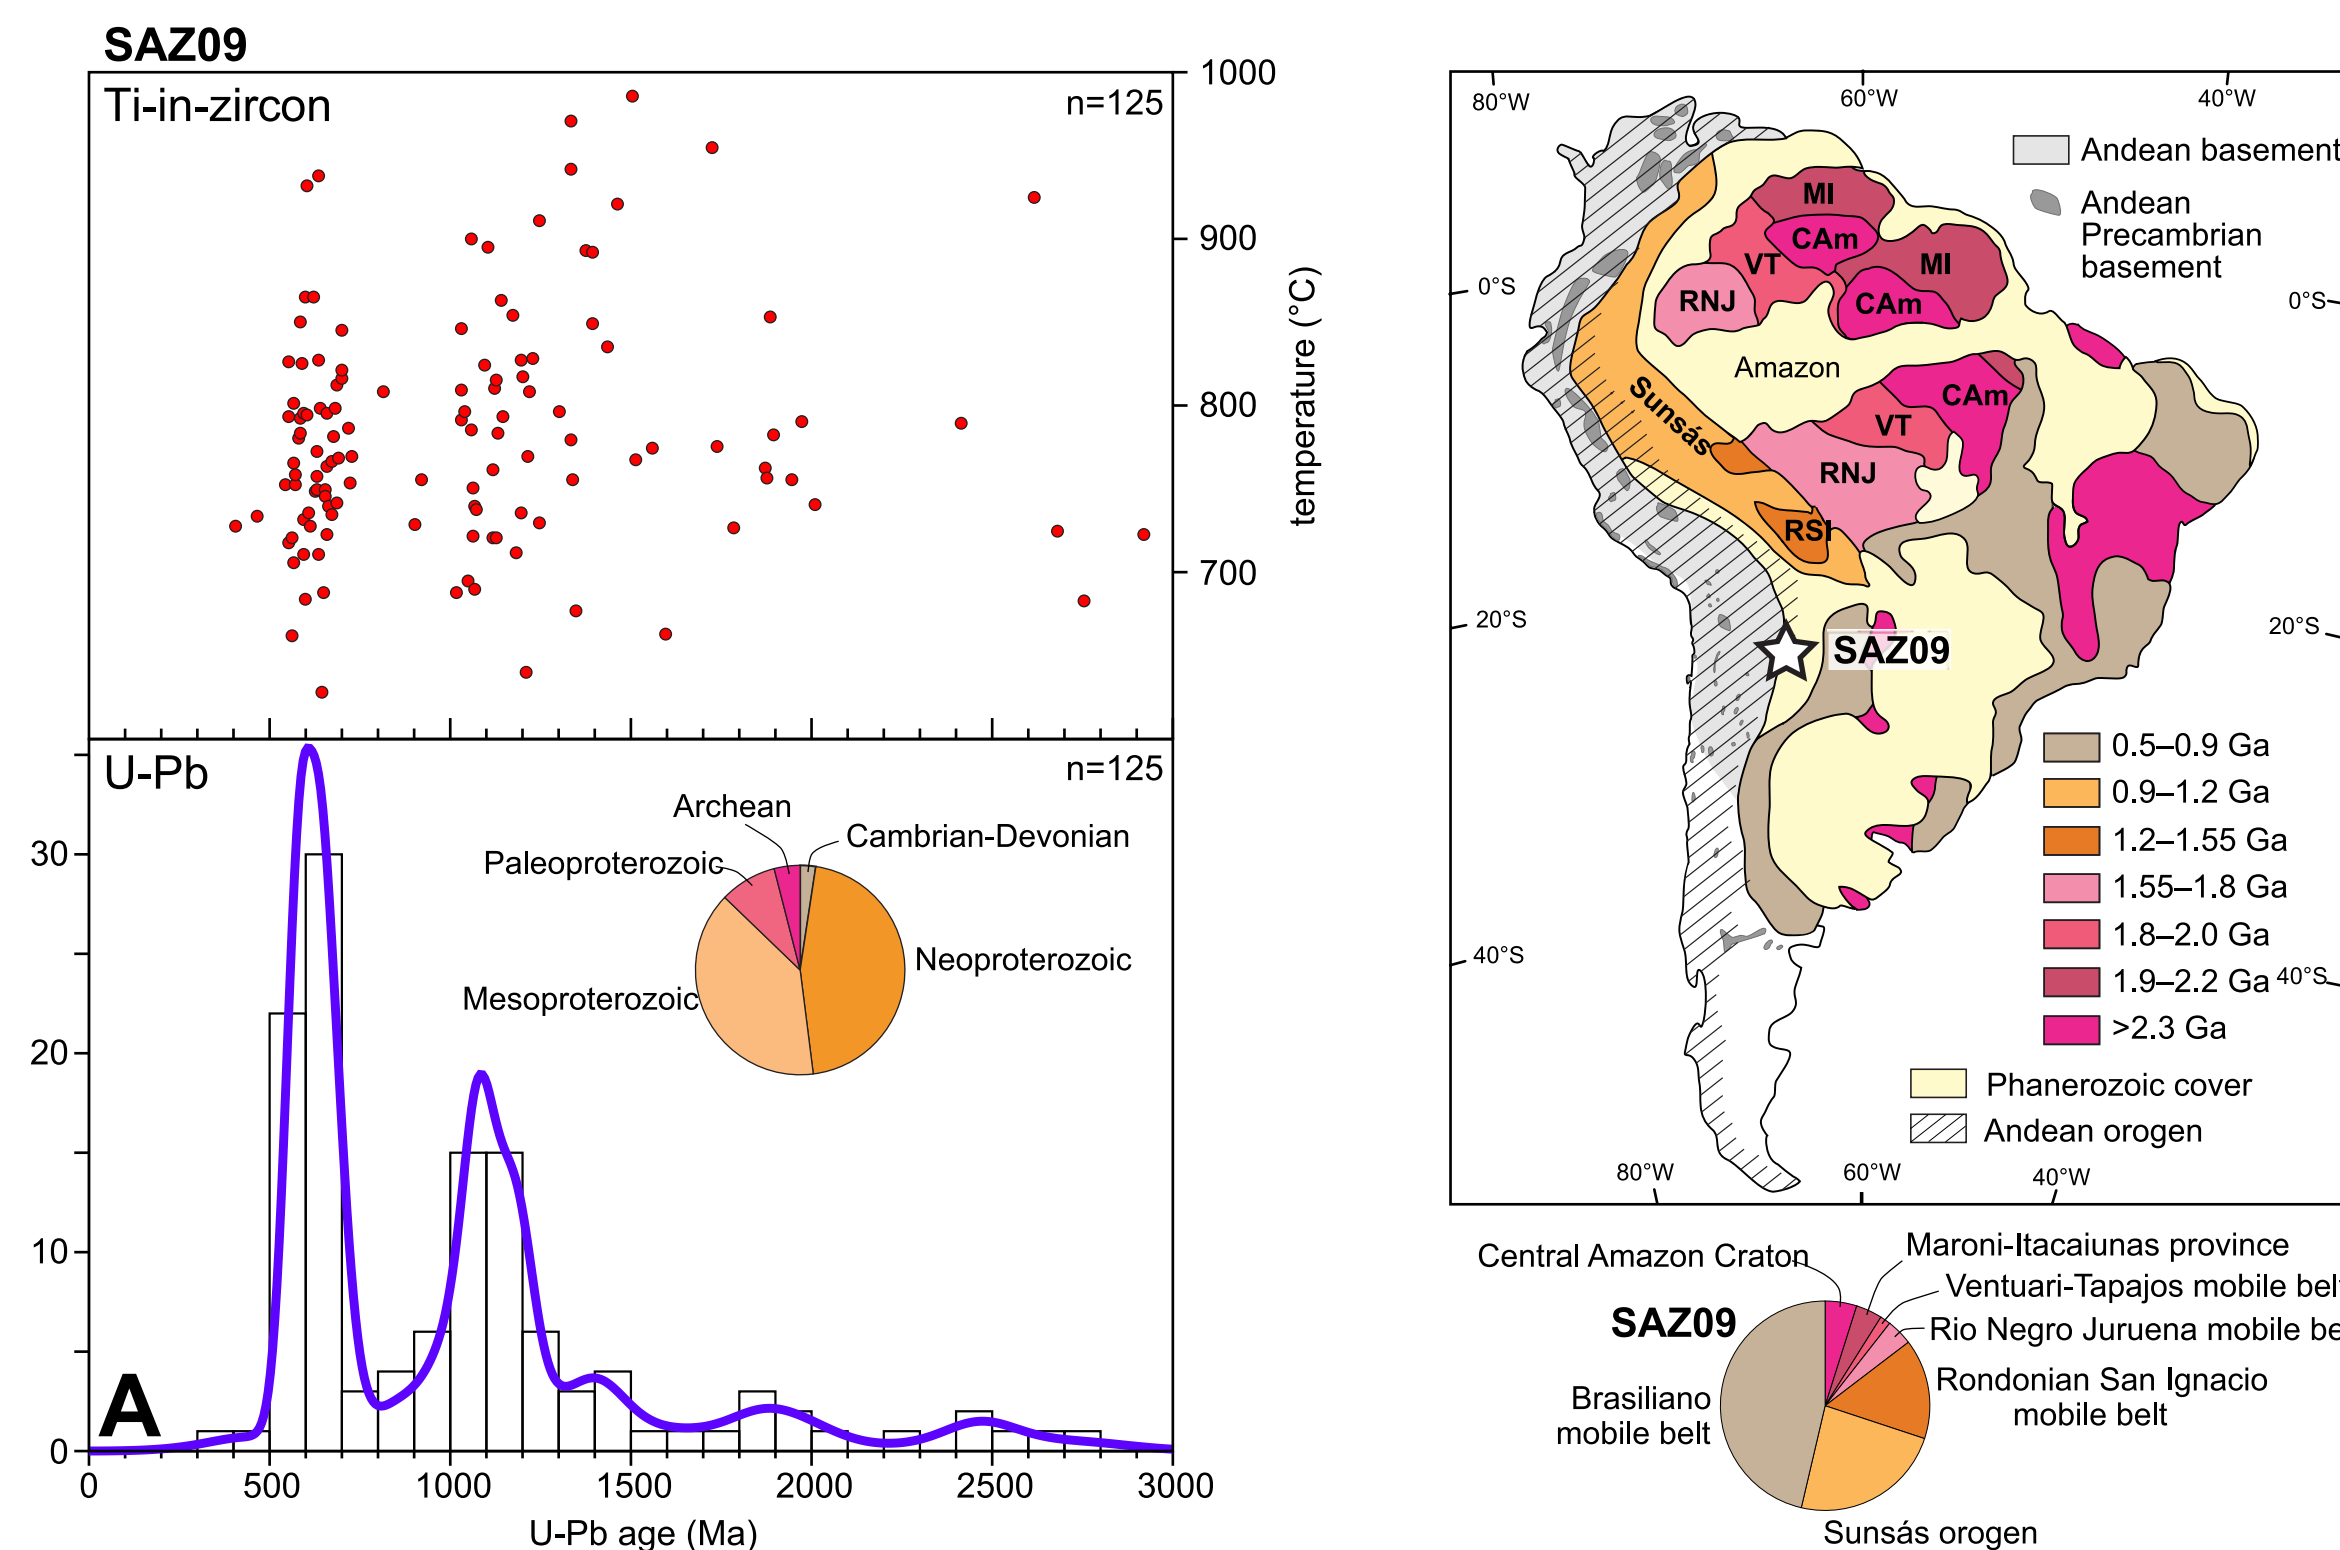 SAZ09
Ti-in-zircon
n=125
1000
900
800
700
temperature (°C)
U-Pb
n=125
Archean
Cambrian-Devonian
Paleoproterozoic
Neoproterozoic
Mesoproterozoic
30
20
10
0
A
0
500
1000
1500
2000
2500
3000
U-Pb age (Ma)
80°W
60°W
40°W
Andean basement
Andean
Precambrian
basement
MI
CAm
VT
MI
RNJ
CAm
0°S
0°S
Amazon
Sunsás
CAm
VT
RNJ
RSI
20°S
20°S
SAZ09
0.5–0.9 Ga
0.9–1.2 Ga
1.2–1.55 Ga
1.55–1.8 Ga
1.8–2.0 Ga
1.9–2.2 Ga
>2.3 Ga
40°S
40°S
Phanerozoic cover
Andean orogen
80°W
60°W
40°W
Central Amazon Craton
Maroni-Itacaiunas province
Ventuari-Tapajos mobile bel
Rio Negro Juruena mobile be
SAZ09
Rondonian San Ignacio
mobile belt
Brasiliano
mobile belt
Sunsás orogen